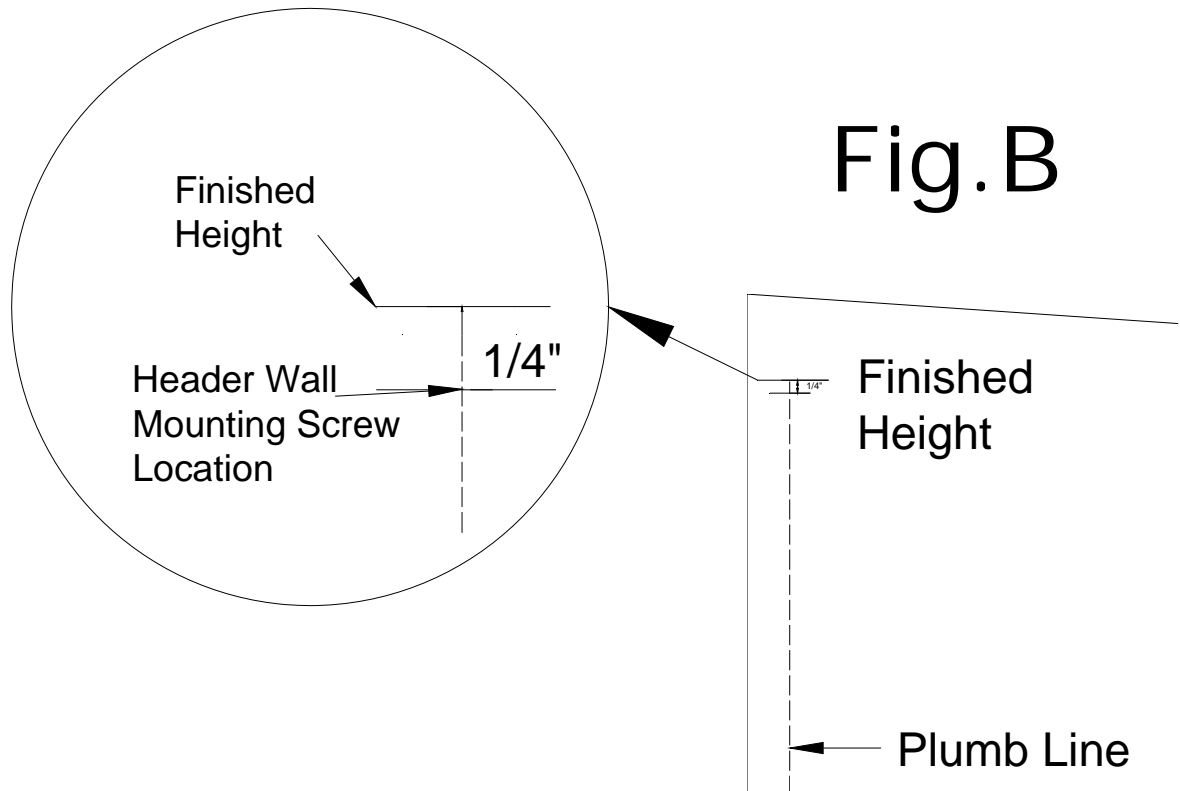 Fig.B
Finished
Height
1/4"
Header Wall
Mounting Screw
Location
1/4"
Finished
Height
Plumb Line